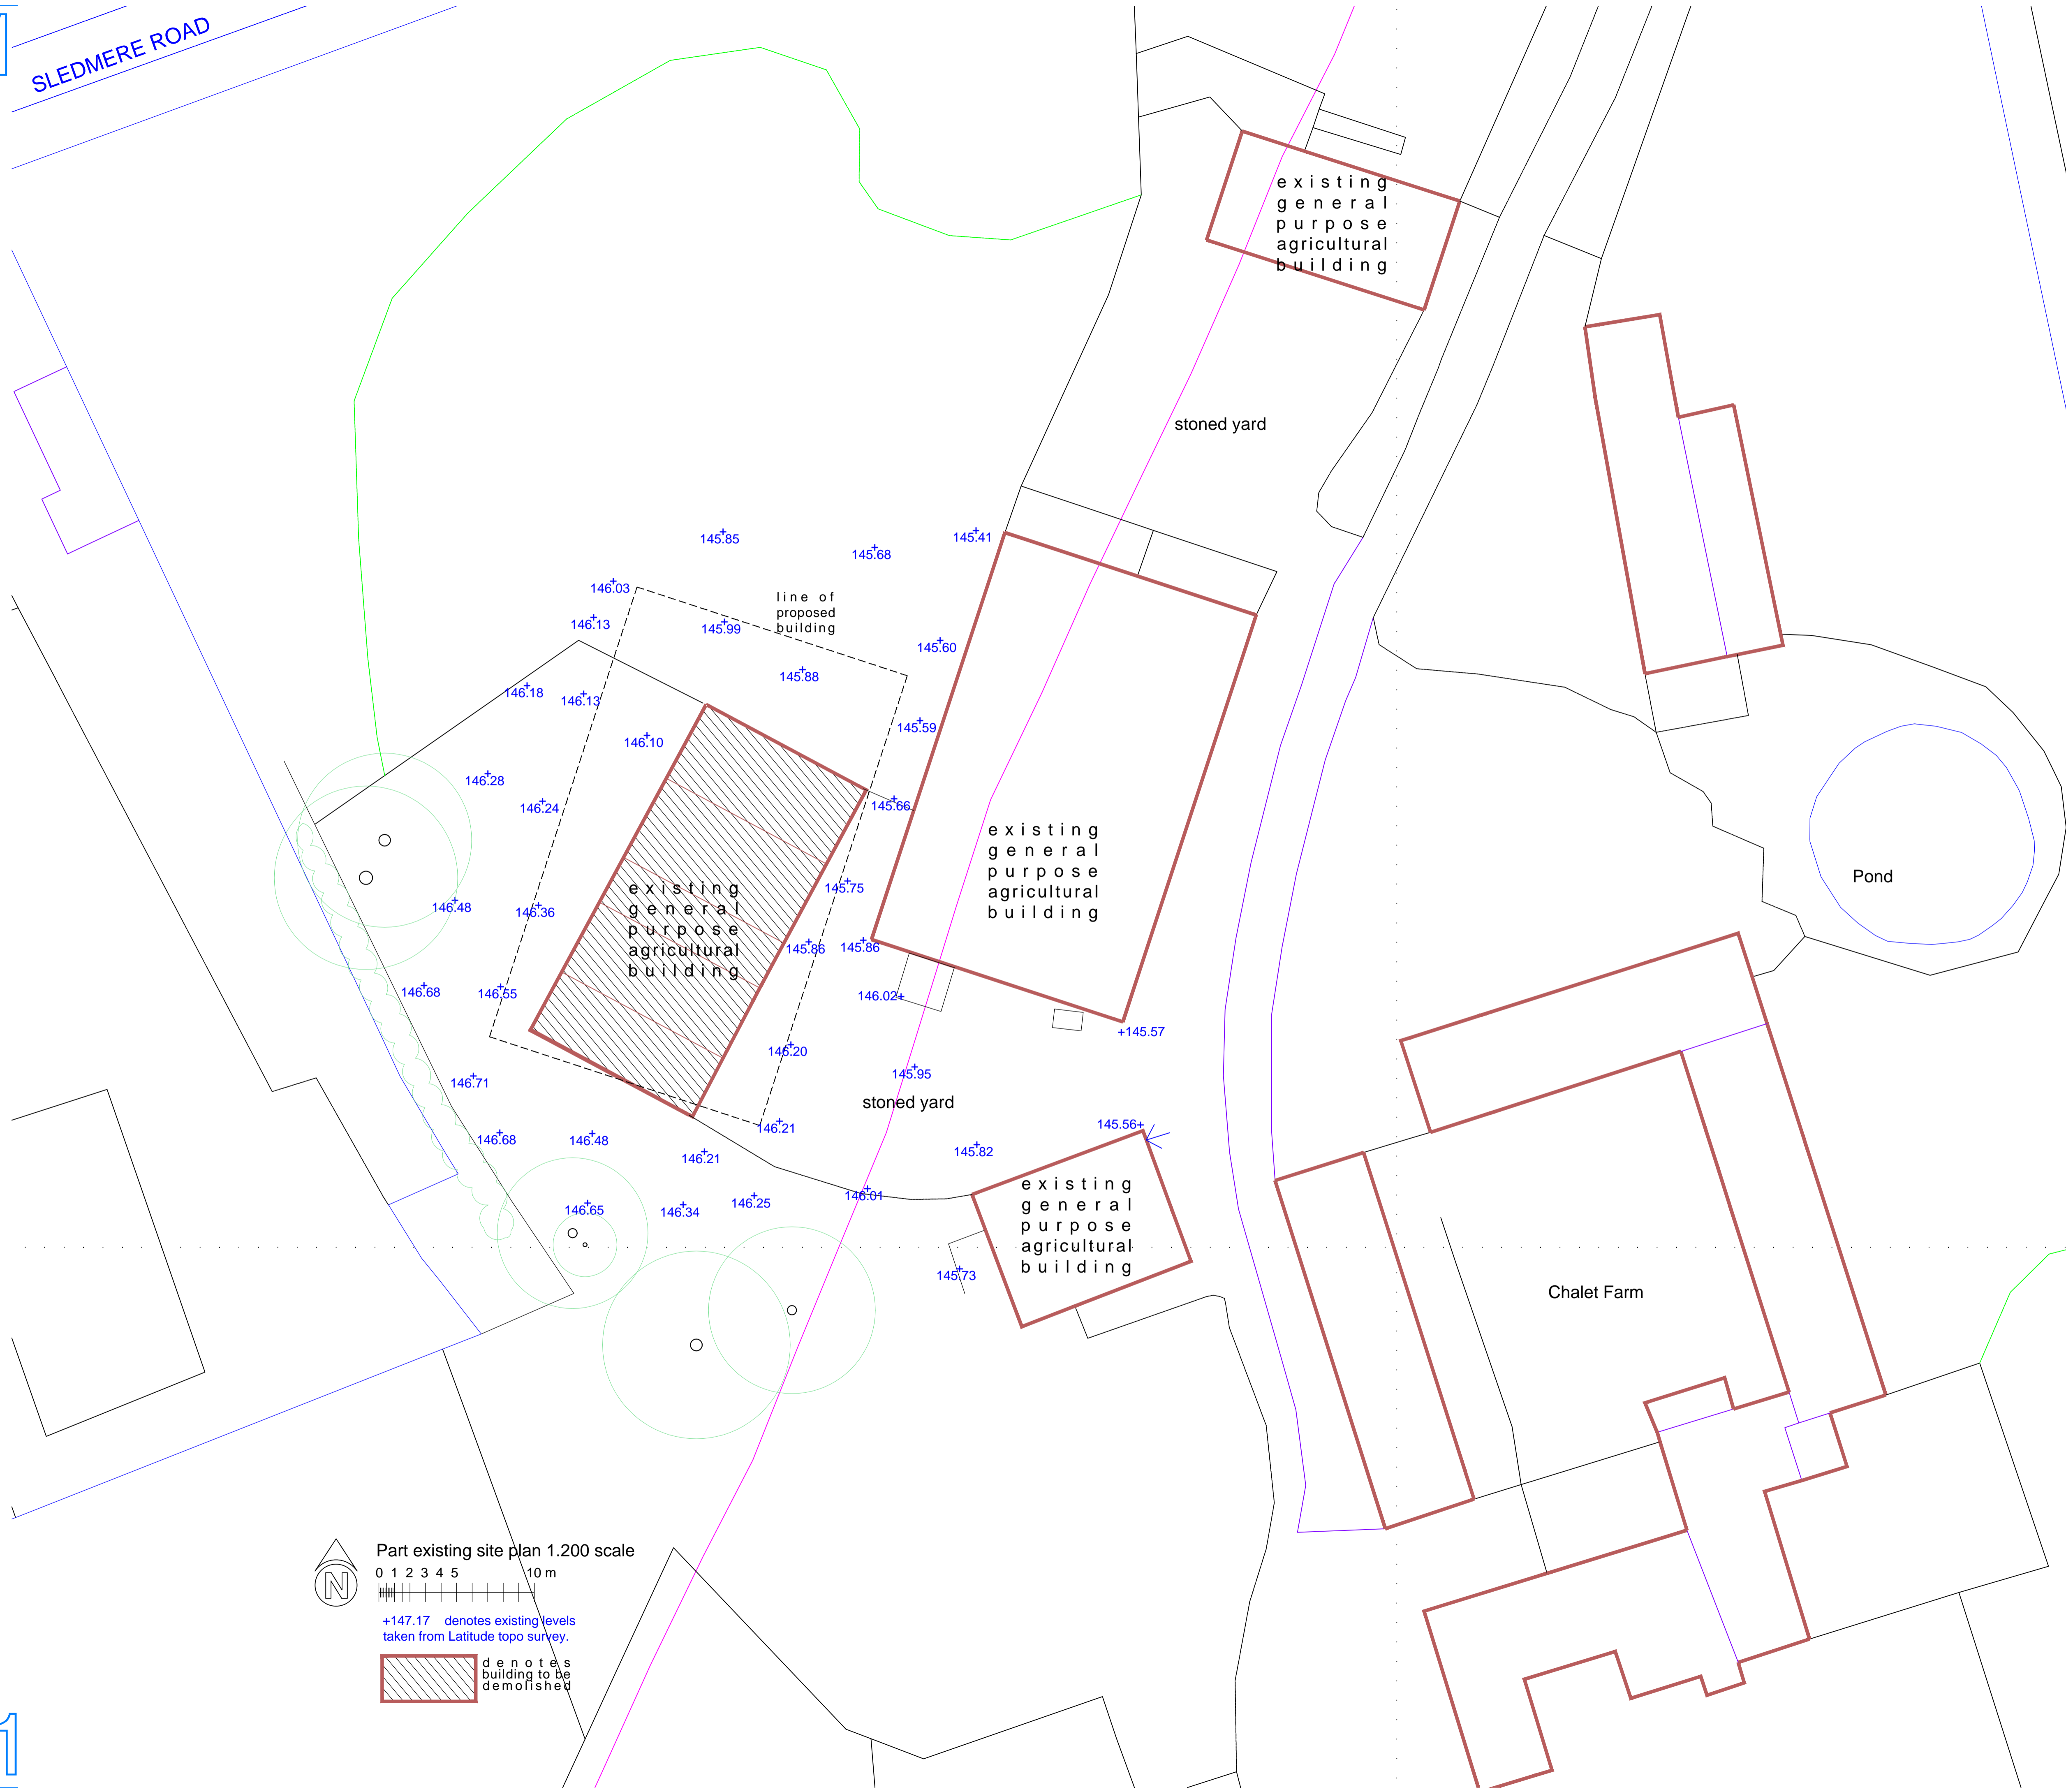 SLEDMERE ROAD
existing
general
purpose
agricultural
building
stoned yard
145.85
145.68
145.41
146.03
line of
proposed
building
146.13
145.99
145.60
145.88
146.18
146.13
145.59
146.10
146.28
146.24
145.66
existing
general
purpose
agricultural
building
existing
general
purpose
agricultural
building
145.75
Pond
146.48
146.36
145.86
145.86
146.68
146.55
146.02+
+145.57
146.20
146.71
145.95
stoned yard
146.21
145.56+
146.68
146.48
146.21
145.82
existing
general
purpose
agricultural
building
146.65
146.34
146.25
146.01
145.73
Chalet Farm
N
Part existing site plan 1.200 scale
0 1 2 3 4 5 10 m
+147.17 denotes existing levels
taken from Latitude topo survey.
denotes
building to be
demolished
1